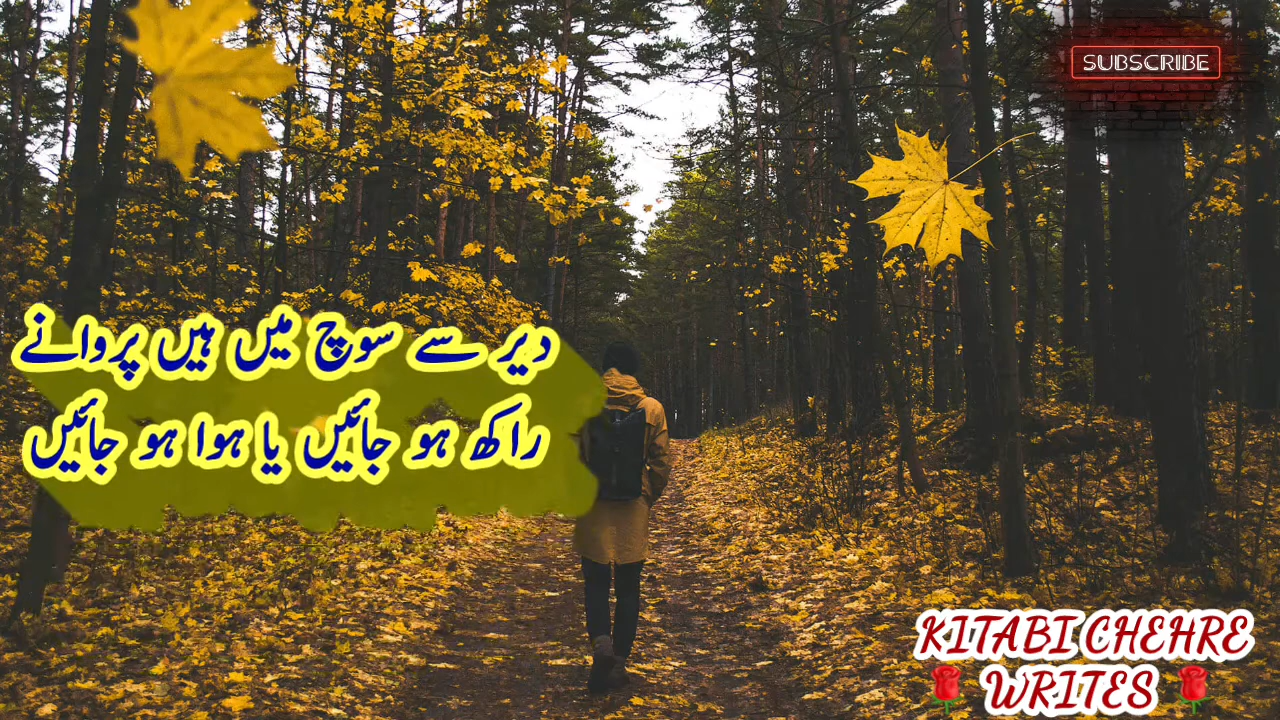 SUBSCRIBE
دیر سے سوچ میں ہیں پروانے
راکھ ہو جائیں یا ہوا ہو جائیں
KITABI CHEHRE
WRITES